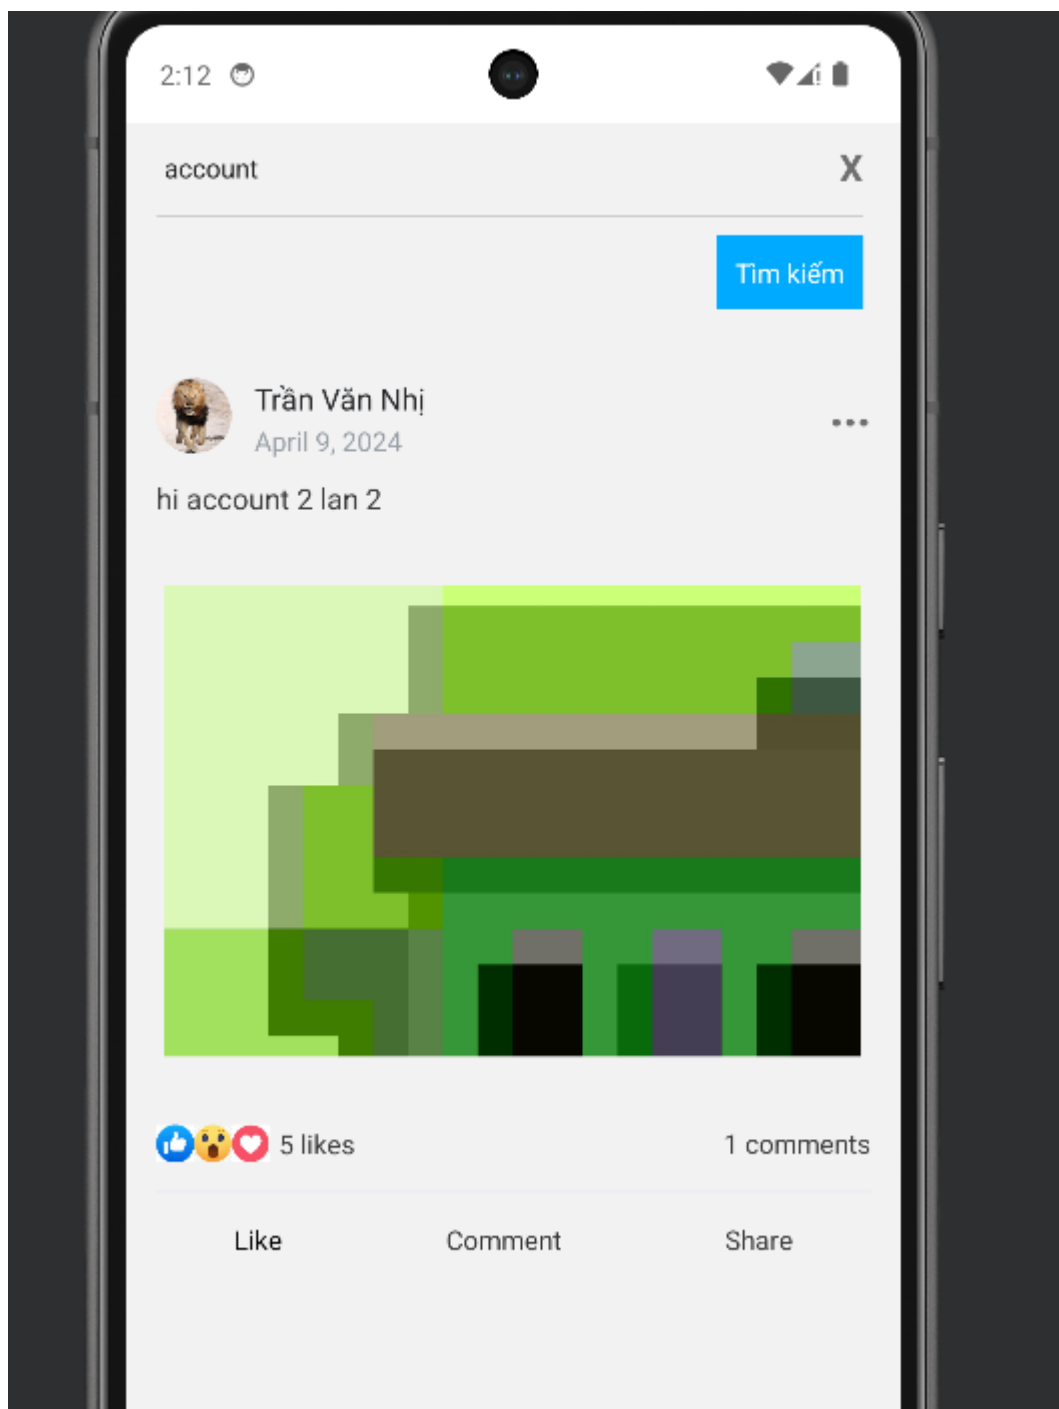 2:12
account X
Tìm kiếm
Trần Văn Nhị
April 9, 2024
hi account 2 lan 2
5 likes 1 comments
Like Comment Share